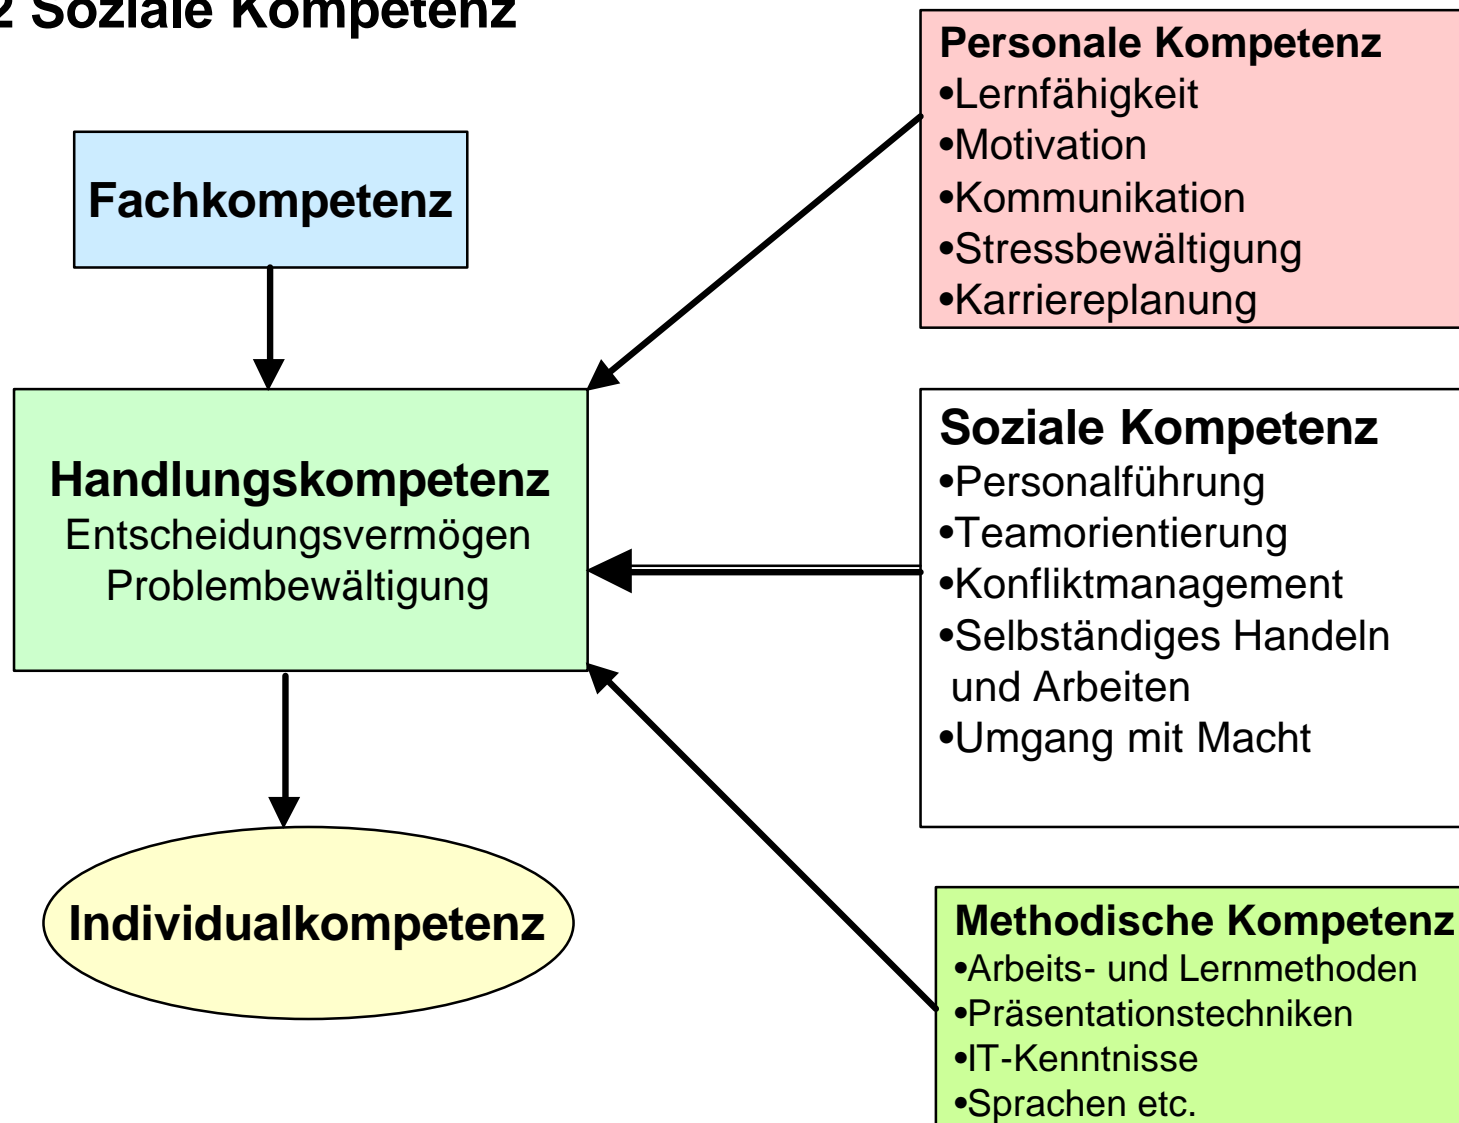 2 Soziale Kompetenz
Fachkompetenz
Handlungskompetenz
Entscheidungsvermögen
Problembewältigung
Individualkompetenz
Personale Kompetenz
•Lernfähigkeit
•Motivation
•Kommunikation
•Stressbewältigung
•Karriereplanung
Soziale Kompetenz
•Personalführung
•Teamorientierung
•Konfliktmanagement
•Selbständiges Handeln
und Arbeiten
•Umgang mit Macht
Methodische Kompetenz
•Arbeits- und Lernmethoden
•Präsentationstechniken
•IT-Kenntnisse
•Sprachen etc.